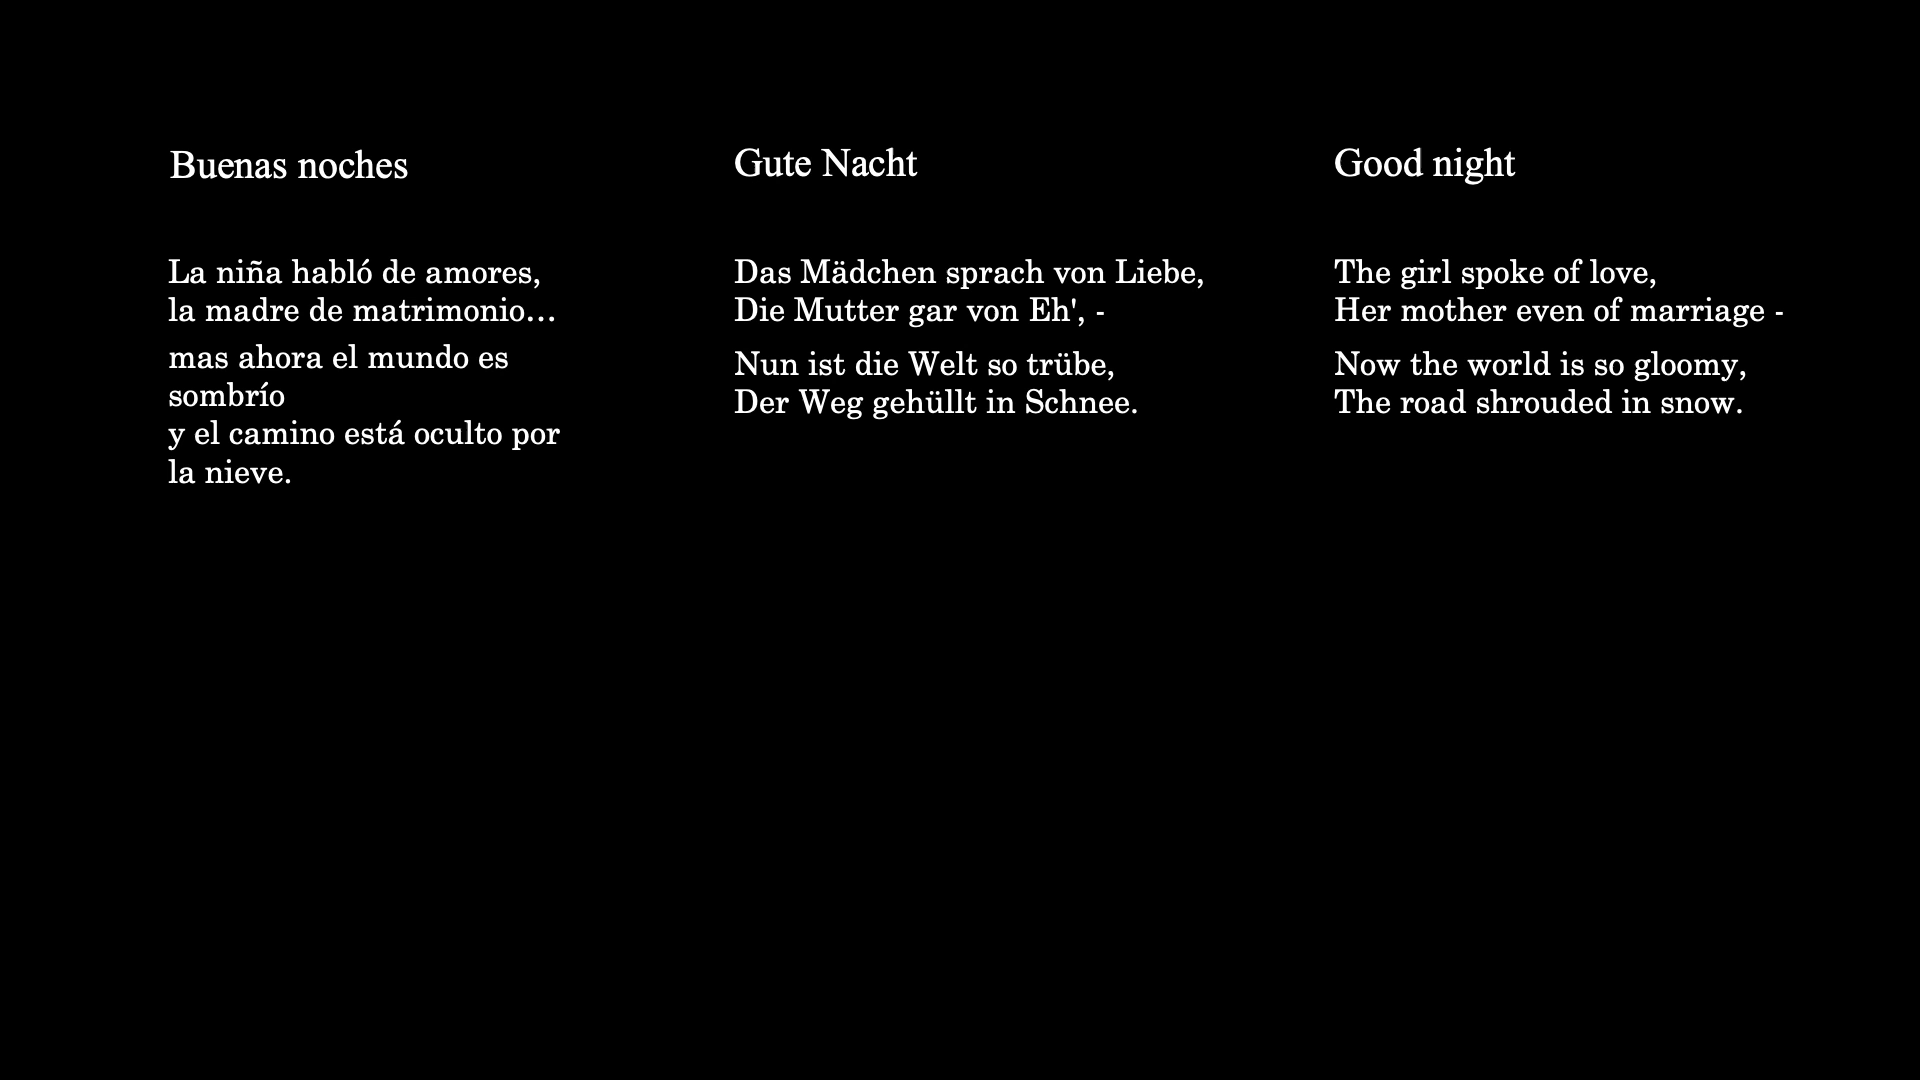 Buenas noches
La niña habló de amores,
la madre de matrimonio…
mas ahora el mundo es
sombrío
y el camino está oculto por
la nieve.
Gute Nacht
Das Mädchen sprach von Liebe,
Die Mutter gar von Eh', -
Nun ist die Welt so trübe,
Der Weg gehüllt in Schnee.
Good night
The girl spoke of love,
Her mother even of marriage -
Now the world is so gloomy,
The road shrouded in snow.